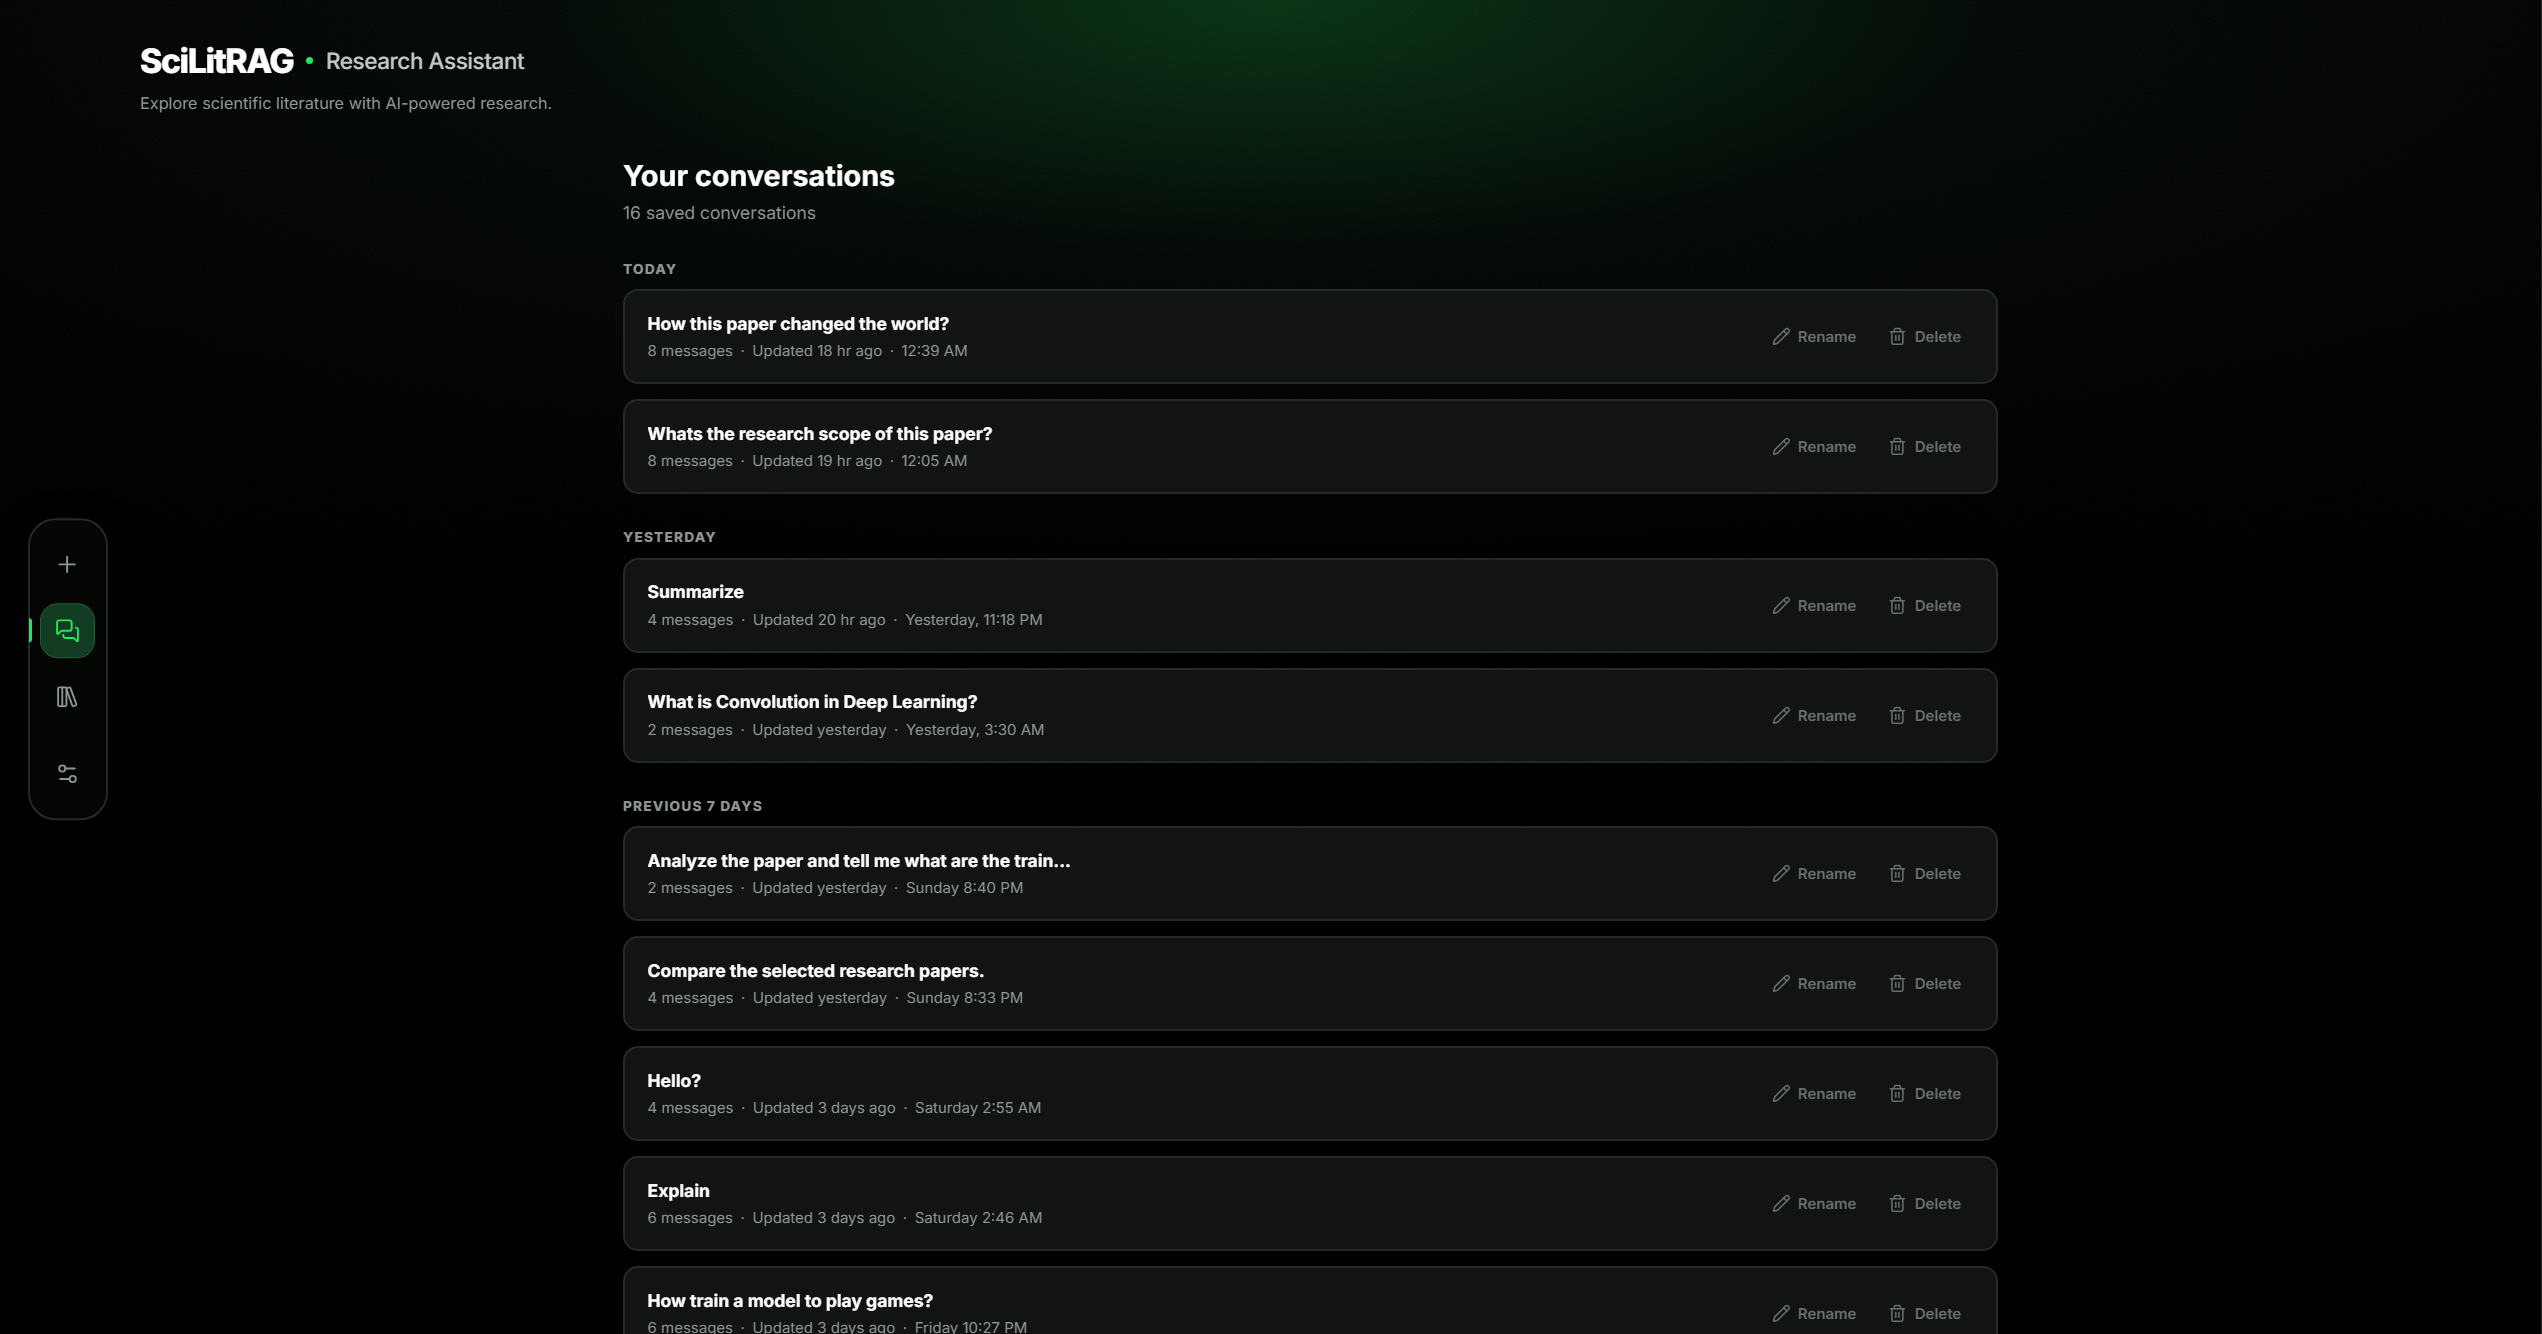 SciLitRAG • Research Assistant
Explore scientific literature with AI-powered research.
Your conversations
16 saved conversations
TODAY
How this paper changed the world?
8 messages · Updated 18 hr ago · 12:39 AM
Rename Delete
Whats the research scope of this paper?
8 messages · Updated 19 hr ago · 12:05 AM
Rename Delete
YESTERDAY
Summarize
4 messages · Updated 20 hr ago · Yesterday, 11:18 PM
Rename Delete
What is Convolution in Deep Learning?
2 messages · Updated yesterday · Yesterday, 3:30 AM
Rename Delete
PREVIOUS 7 DAYS
Analyze the paper and tell me what are the train...
2 messages · Updated yesterday · Sunday 8:40 PM
Rename Delete
Compare the selected research papers.
4 messages · Updated yesterday · Sunday 8:33 PM
Rename Delete
Hello?
4 messages · Updated 3 days ago · Saturday 2:55 AM
Rename Delete
Explain
6 messages · Updated 3 days ago · Saturday 2:46 AM
Rename Delete
How train a model to play games?
6 messages · Updated 3 days ago · Friday 10:27 PM
Rename Delete